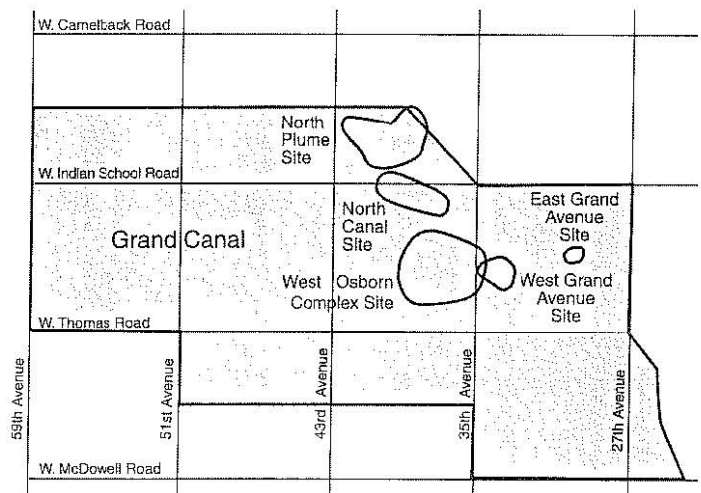 W. Camelback Road
North
Plume
Site
W. Indian School Road
East Grand
Avenue
Site
North
Canal
Site
Grand Canal
West Osborn
Complex Site
West Grand
Avenue
Site
W. Thomas Road
59th Avenue
51st Avenue
43rd Avenue
35th Avenue
27th Avenue
W. McDowell Road